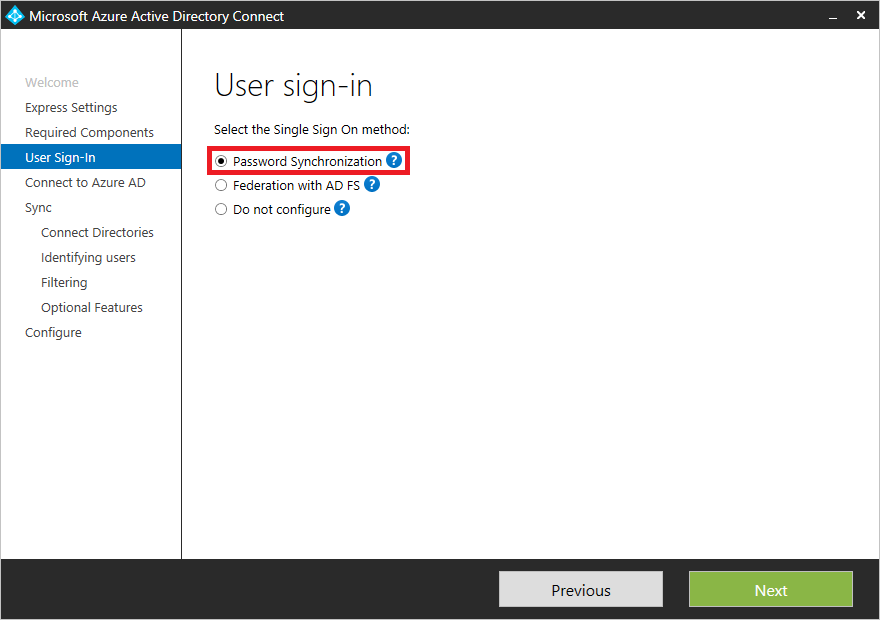 Microsoft Azure Active Directory Connect
Welcome
Express Settings
Required Components
User Sign-In
Connect to Azure AD
Sync
Connect Directories
Identifying users
Filtering
Optional Features
Configure
User sign-in
Select the Single Sign On method:
Password Synchronization ?
Federation with AD FS ?
Do not configure ?
Previous
Next